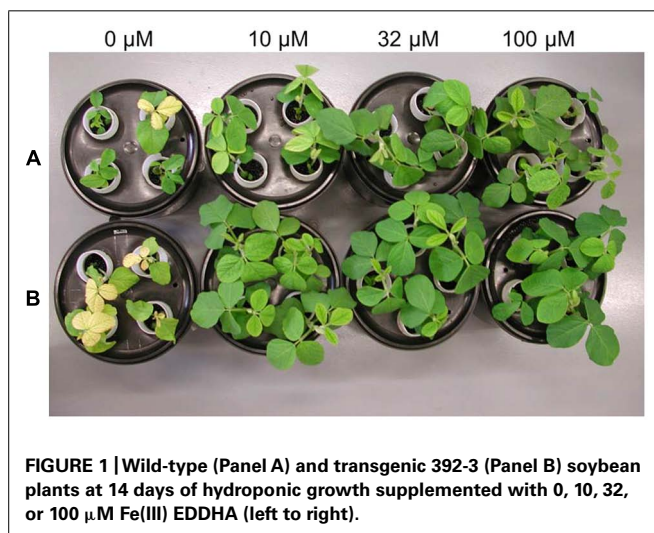 0 µM 10 µM 32 µM 100 µM
A
B
FIGURE 1 | Wild-type (Panel A) and transgenic 392-3 (Panel B) soybean
plants at 14 days of hydroponic growth supplemented with 0, 10, 32,
or 100 µM Fe(III) EDDHA (left to right).